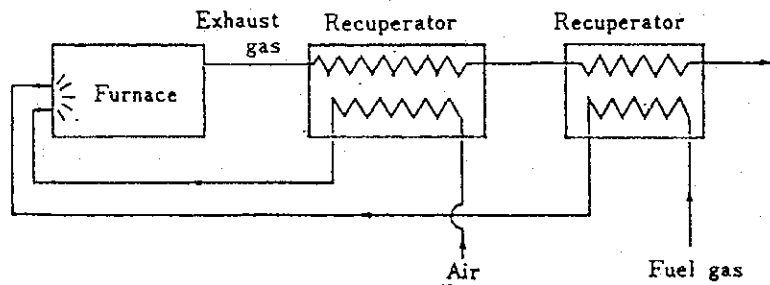 Exhaust
gas
Recuperator
Recuperator
Furnace
Air
Fuel gas